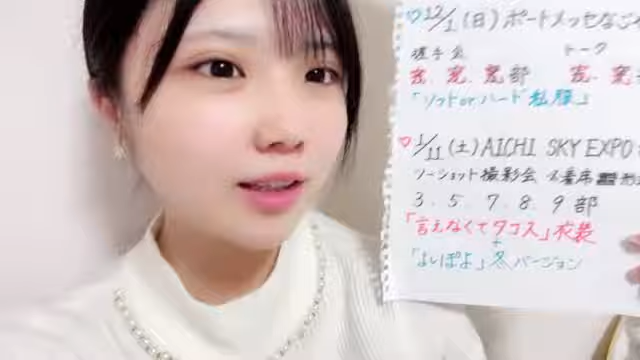 ♡12/1(日)ポートメッセなご
握手会 トーク
完、完、完部 完、完
「ソフト or ハード私服」
♡1/11(土)AICHI SKY EXPO
ツーショット撮影会
3、5、7、8、9部
「言えなくてタコス」衣装
+
「よいぽよ」冬バージョン